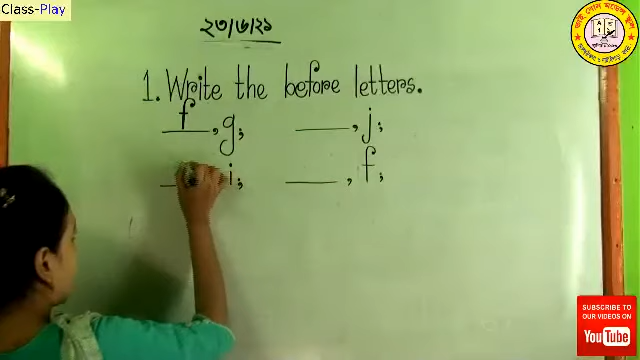 Class-Play
২৩/৬/২১
1. Write the before letters.
f, g; ___, j;
i; ___, f;
SUBSCRIBE TO
OUR VIDEOS ON
YouTube